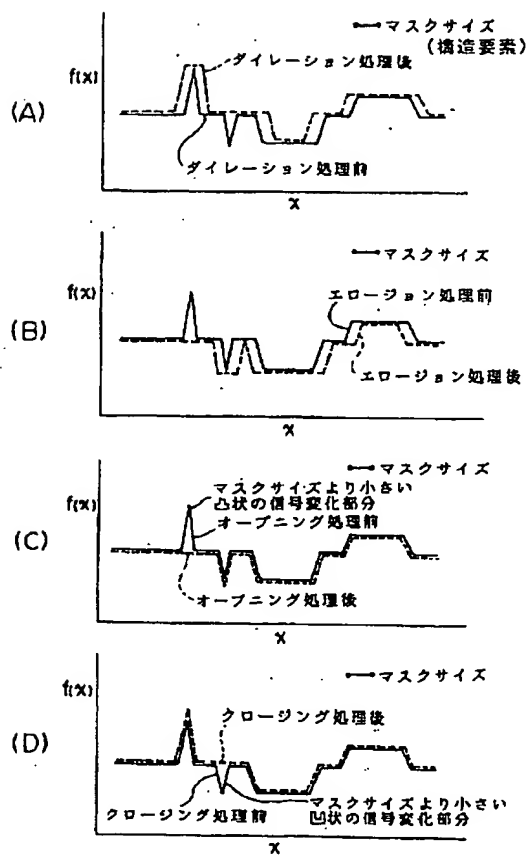 マスクサイズ
(構造要素)
f(x)
ダイレーション処理後
(A)
ダイレーション処理前
x
マスクサイズ
f(x)
エロージョン処理前
(B)
エロージョン処理後
x
マスクサイズ
f(x)
マスクサイズより小さい
凸状の信号変化部分
オープニング処理前
(C)
オープニング処理後
x
マスクサイズ
f(x)
クロージング処理後
(D)
クロージング処理前
マスクサイズより小さい
凹状の信号変化部分
x